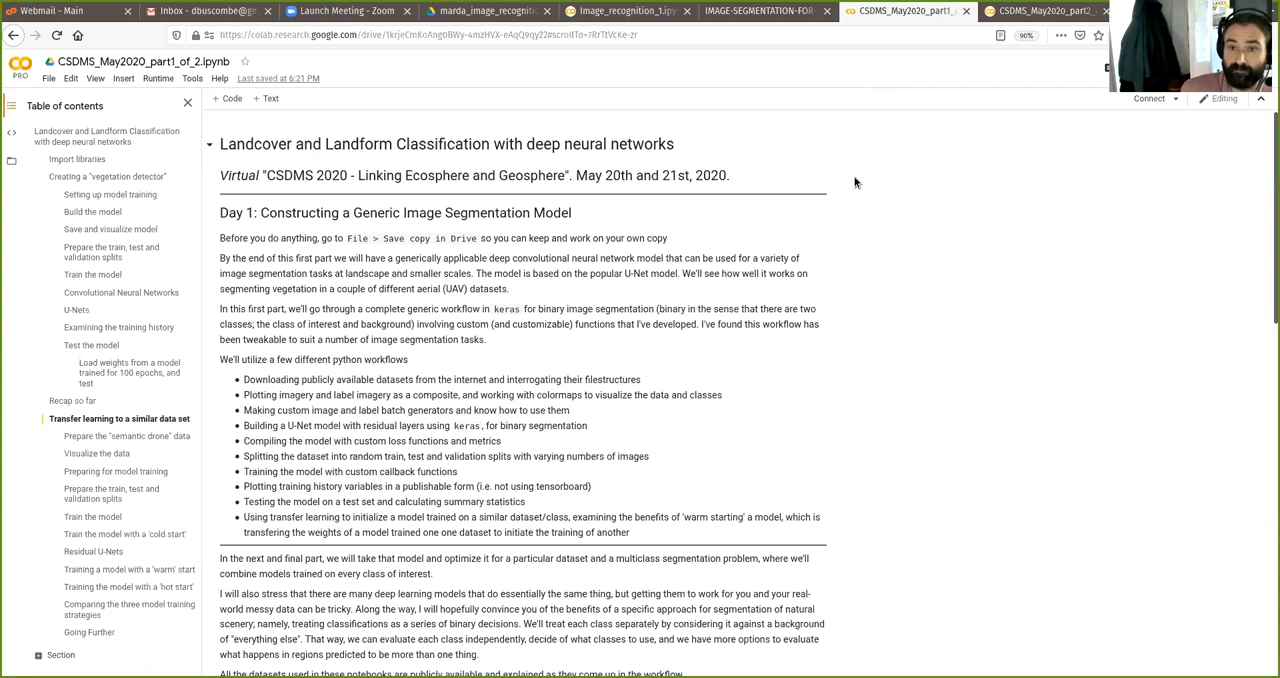 Webmail - Main
Inbox - dbuscombe@gm
Launch Meeting - Zoom
marda_image_recognitic
Image_recognition_1.ipy
IMAGE-SEGMENTATION-FOR
CSDMS_May2020_part1_
CSDMS_May2020_part2_
https://colab.research.google.com/drive/1krjeCmKoAng0BWy-4mzHVX-eAqQ9qy22#scrollTo=7RrTtVcKe-zr
90%
CSDMS_May2020_part1_of_2.ipynb
PRO
File Edit View Insert Runtime Tools Help Last saved at 6:21 PM
Table of contents
+ Code + Text
Connect
Editing
Landcover and Landform Classification
with deep neural networks
Import libraries
Creating a "vegetation detector"
Setting up model training
Build the model
Save and visualize model
Prepare the train, test and
validation splits
Train the model
Convolutional Neural Networks
U-Nets
Examining the training history
Test the model
Load weights from a model
trained for 100 epochs, and
test
Recap so far
Transfer learning to a similar data set
Prepare the "semantic drone" data
Visualize the data
Preparing for model training
Prepare the train, test and
validation splits
Train the model
Train the model with a 'cold start'
Residual U-Nets
Training a model with a 'warm' start
Training the model with a 'hot start'
Comparing the three model training
strategies
Going Further
Section
Landcover and Landform Classification with deep neural networks
Virtual "CSDMS 2020 - Linking Ecosphere and Geosphere". May 20th and 21st, 2020.
Day 1: Constructing a Generic Image Segmentation Model
Before you do anything, go to File > Save copy in Drive so you can keep and work on your own copy
By the end of this first part we will have a generically applicable deep convolutional neural network model that can be used for a variety of
image segmentation tasks at landscape and smaller scales. The model is based on the popular U-Net model. We'll see how well it works on
segmenting vegetation in a couple of different aerial (UAV) datasets.
In this first part, we'll go through a complete generic workflow in keras for binary image segmentation (binary in the sense that there are two
classes; the class of interest and background) involving custom (and customizable) functions that I've developed. I've found this workflow has
been tweakable to suit a number of image segmentation tasks.
We'll utilize a few different python workflows
• Downloading publicly available datasets from the internet and interrogating their filestructures
• Plotting imagery and label imagery as a composite, and working with colormaps to visualize the data and classes
• Making custom image and label batch generators and know how to use them
• Building a U-Net model with residual layers using keras, for binary segmentation
• Compiling the model with custom loss functions and metrics
• Splitting the dataset into random train, test and validation splits with varying numbers of images
• Training the model with custom callback functions
• Plotting training history variables in a publishable form (i.e. not using tensorboard)
• Testing the model on a test set and calculating summary statistics
• Using transfer learning to initialize a model trained on a similar dataset/class, examining the benefits of 'warm starting' a model, which is
transfering the weights of a model trained one one dataset to initiate the training of another
In the next and final part, we will take that model and optimize it for a particular dataset and a multiclass segmentation problem, where we'll
combine models trained on every class of interest.
I will also stress that there are many deep learning models that do essentially the same thing, but getting them to work for you and your real-
world messy data can be tricky. Along the way, I will hopefully convince you of the benefits of a specific approach for segmentation of natural
scenery; namely, treating classifications as a series of binary decisions. We'll treat each class separately by considering it against a background
of "everything else". That way, we can evaluate each class independently, decide of what classes to use, and we have more options to evaluate
what happens in regions predicted to be more than one thing.
All the datasets used in these notebooks are publicly available and explained as they come up in the workflow.